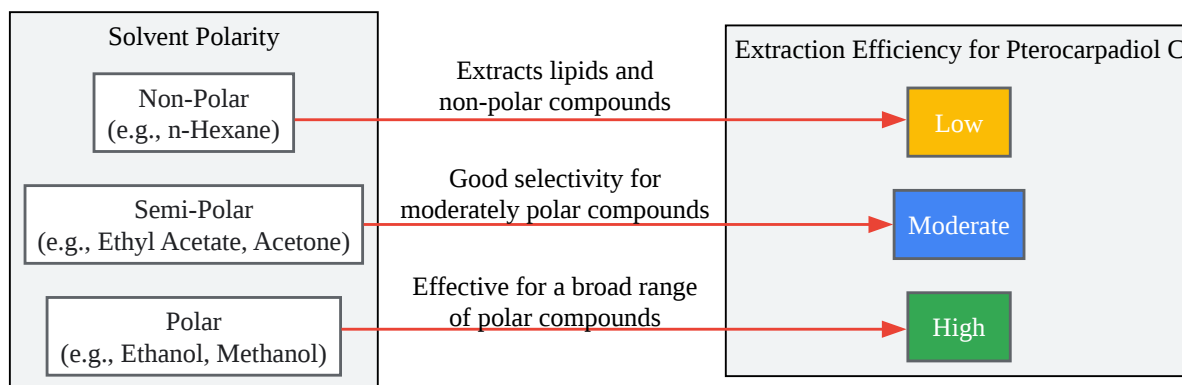 Solvent Polarity
Non-Polar
(e.g., n-Hexane)
Semi-Polar
(e.g., Ethyl Acetate, Acetone)
Polar
(e.g., Ethanol, Methanol)
Extracts lipids and
non-polar compounds
Good selectivity for
moderately polar compounds
Effective for a broad range
of polar compounds
Extraction Efficiency for Pterocarpadiol C
Low
Moderate
High